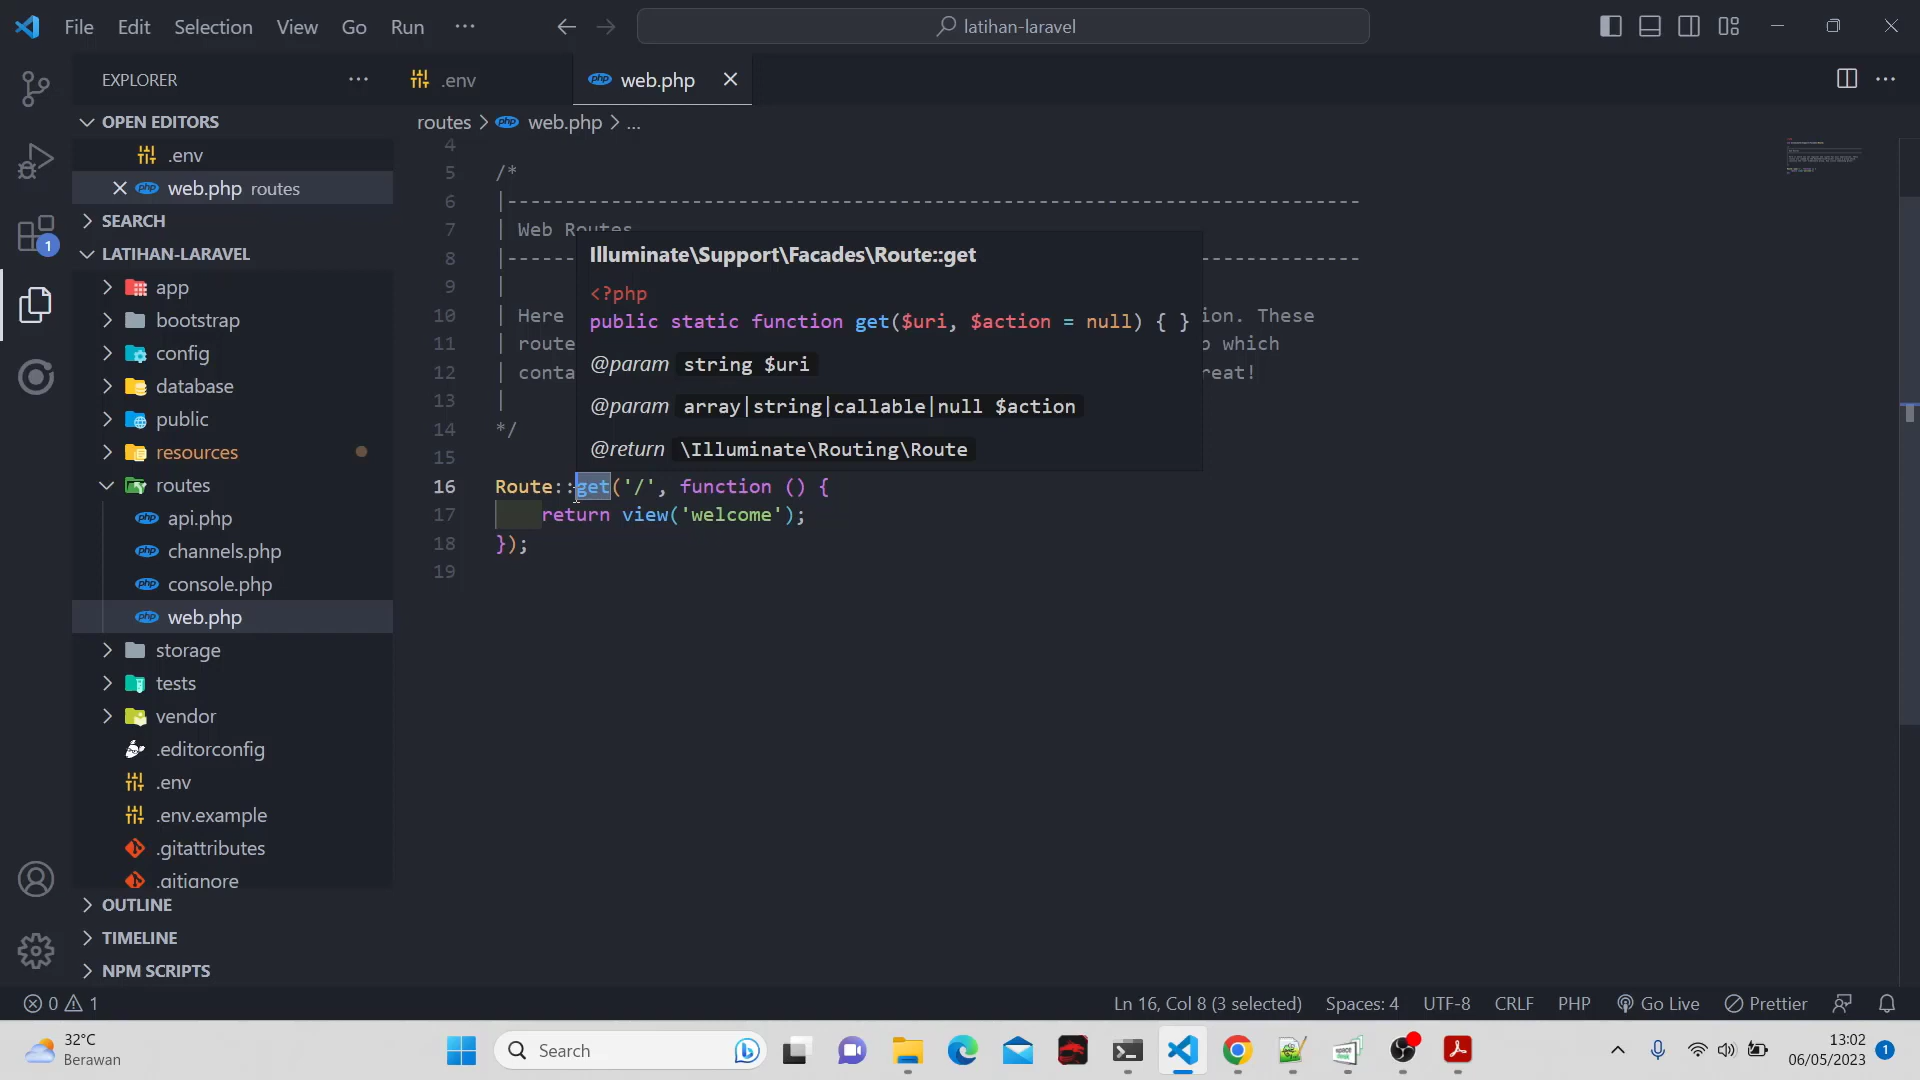 File Edit Selection View Go Run ··· latihan-laravel
EXPLORER ···
OPEN EDITORS
.env
web.php routes
SEARCH
LATIHAN-LARAVEL
app
bootstrap
config
database
public
resources
routes
api.php
channels.php
console.php
web.php
storage
tests
vendor
.editorconfig
.env
.env.example
.gitattributes
.gitignore
OUTLINE
TIMELINE
NPM SCRIPTS
.env
web.php
routes > web.php > ...
4
5 /*
6 |--------------------------------------------------------------------------
7 | Web Routes
8 |--------------------------------------------------------------------------
9 |
10 | Here ion. These
11 | route which
12 | conta reat!
13 |
14 */
15
16 Route::get('/', function () {
17 return view('welcome');
18 });
19
Illuminate\Support\Facades\Route::get
<?php
public static function get($uri, $action = null) { }
@param string $uri
@param array|string|callable|null $action
@return \Illuminate\Routing\Route
1
0 1 Ln 16, Col 8 (3 selected) Spaces: 4 UTF-8 CRLF PHP Go Live Prettier
32°C
Berawan
Search
13:02
06/05/2023
1